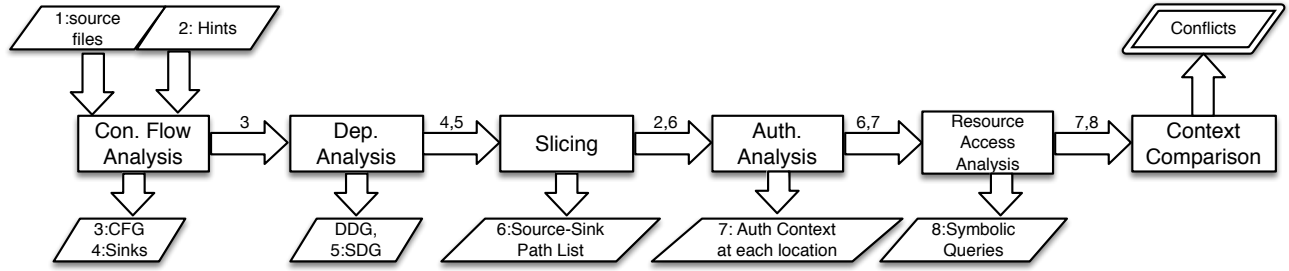 1:source
files
2: Hints
Conflicts
Con. Flow
Analysis
3
Dep.
Analysis
4,5
Slicing
2,6
Auth.
Analysis
6,7
Resource
Access
Analysis
7,8
Context
Comparison
3:CFG
4:Sinks
DDG,
5:SDG
6:Source-Sink
Path List
7: Auth Context
at each location
8:Symbolic
Queries